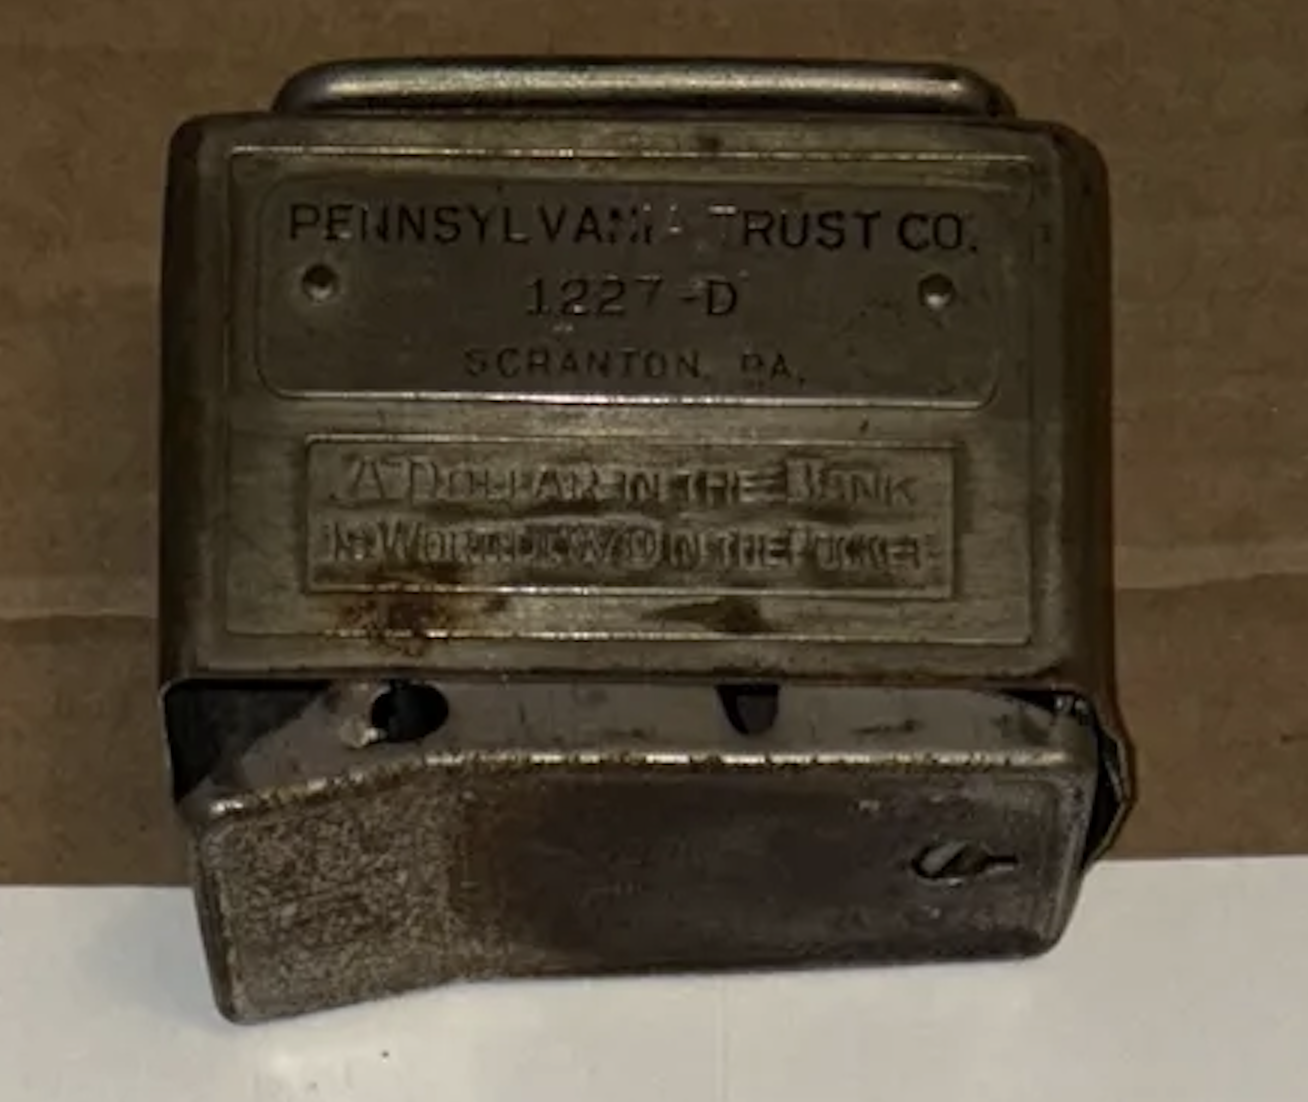 PENNSYLVANIA TRUST CO.
1227-D
SCRANTON, PA.
A DOLLAR IN THE BANK
IS WORTH TWO IN THE POCKET